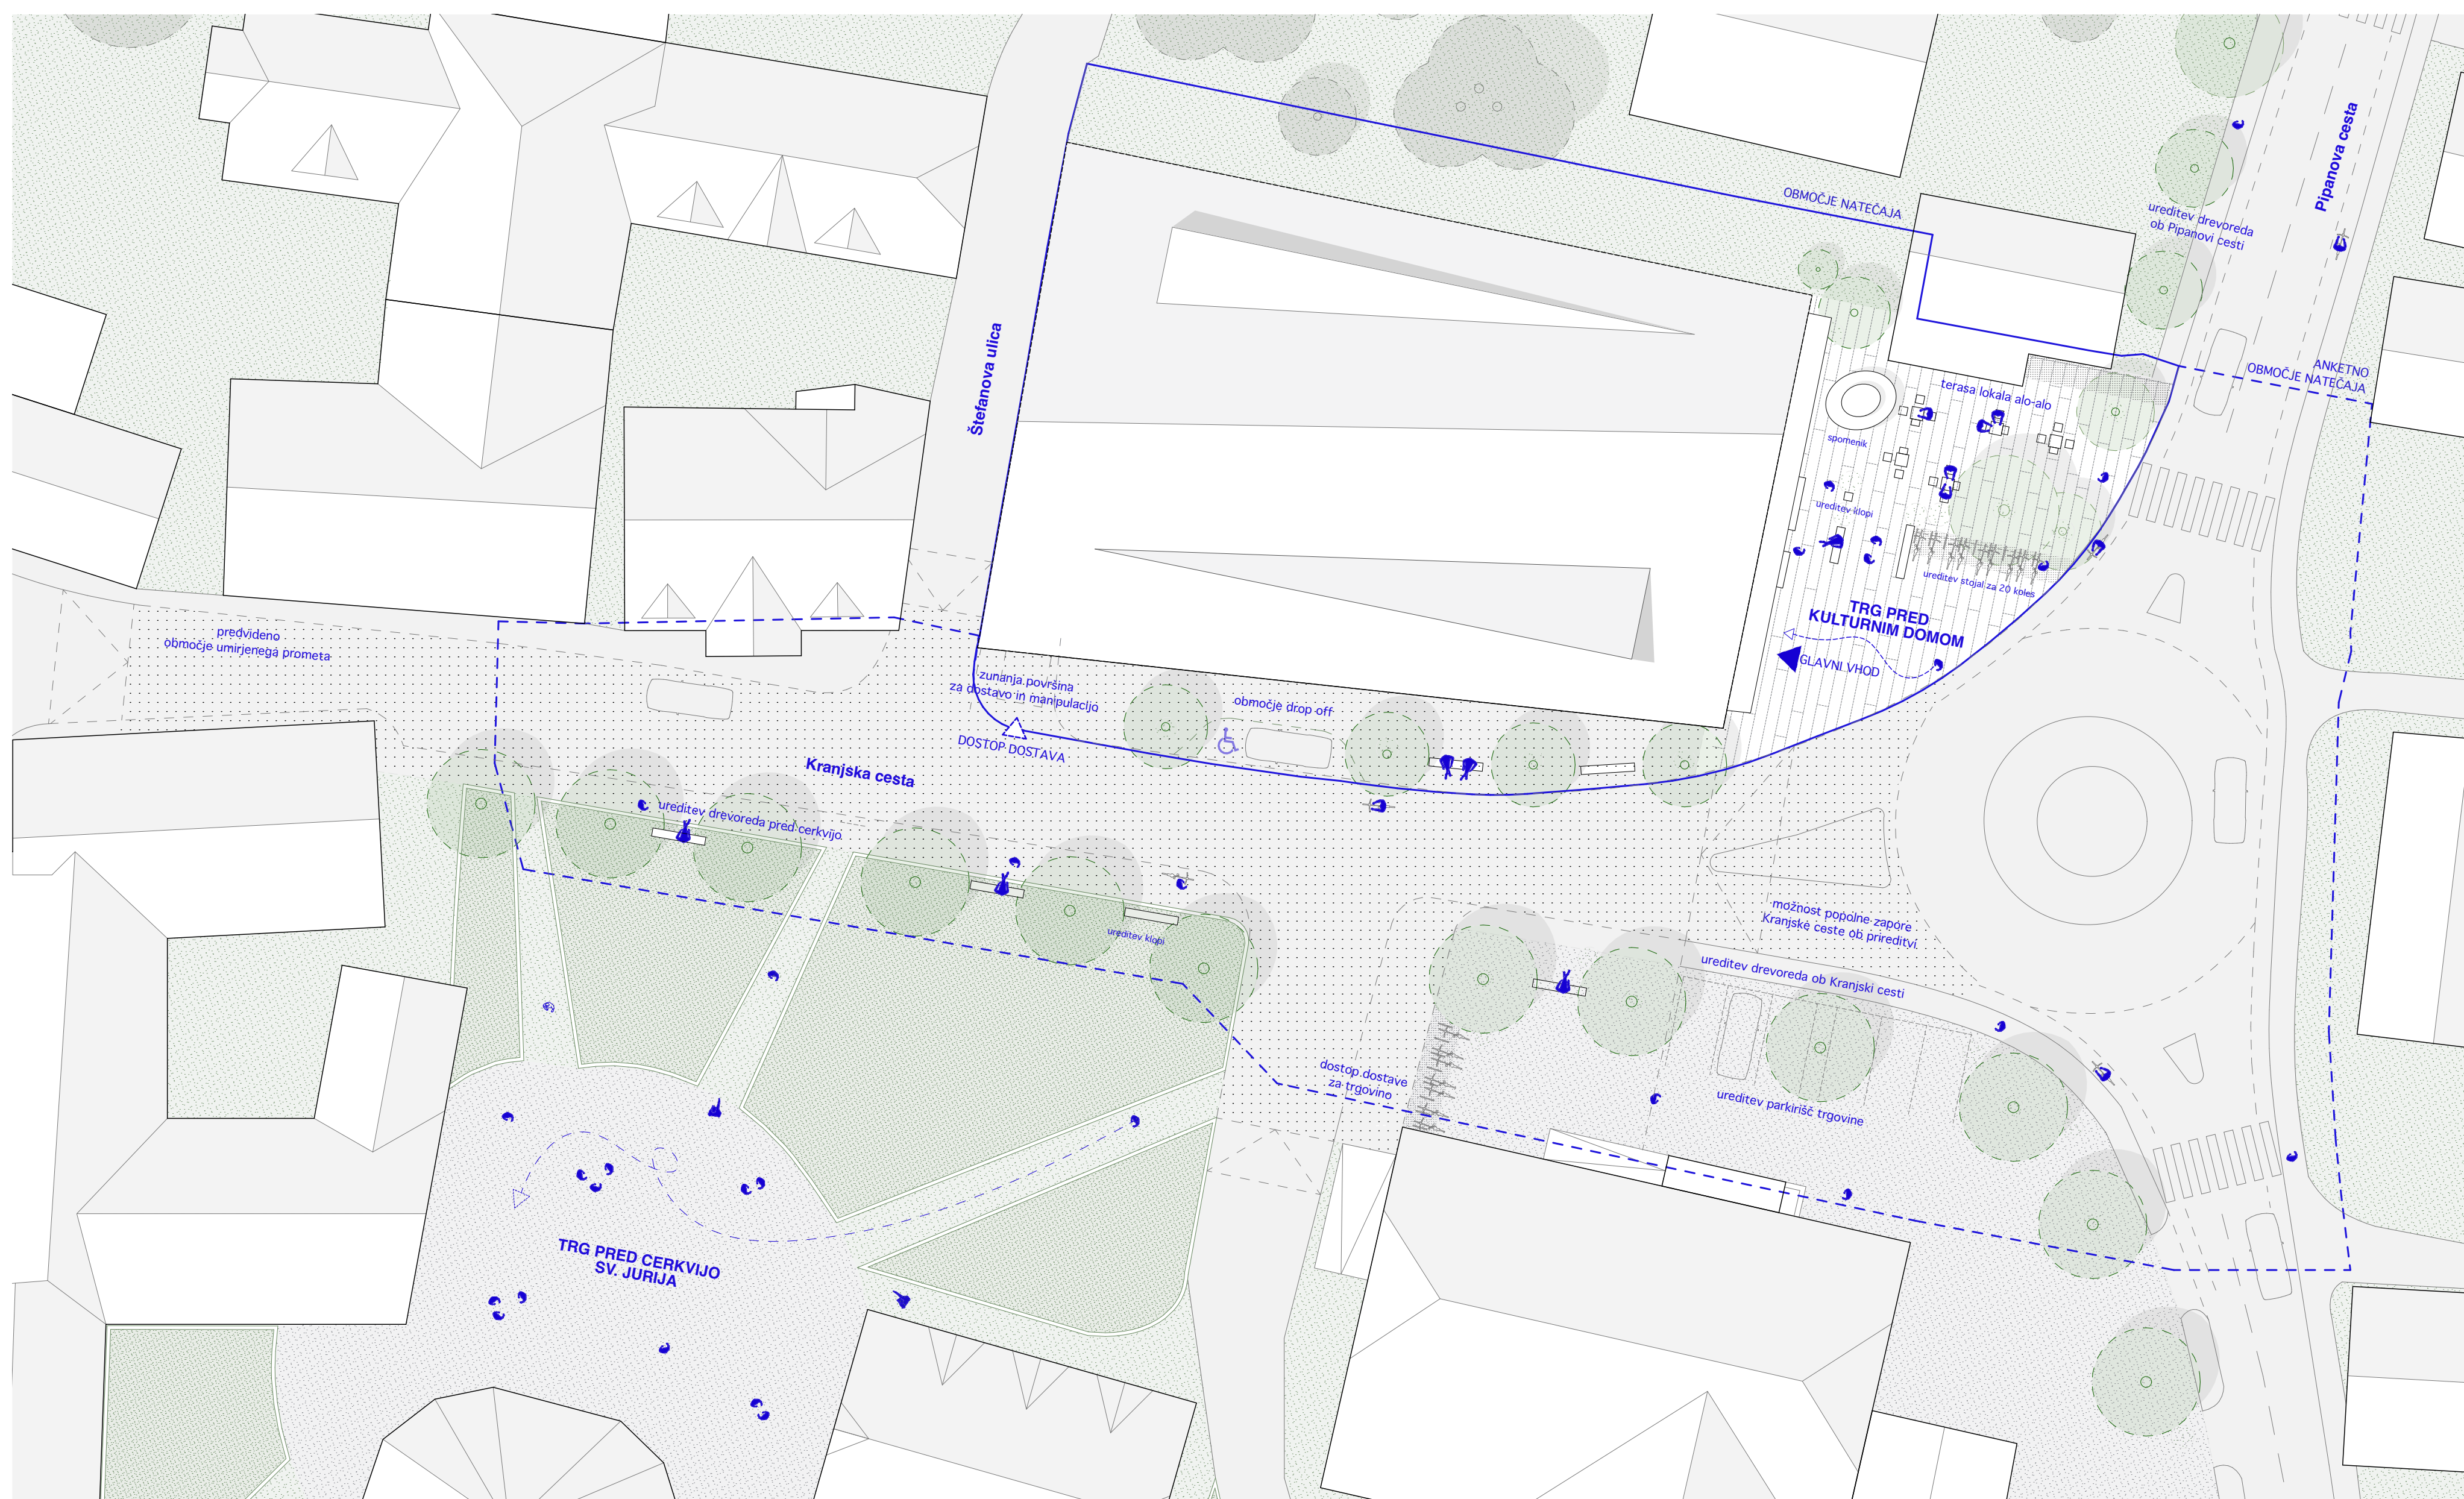 Pipanova cesta
OBMOČJE NATEČAJA
ureditev drevoreda
ob Pipanovi cesti
ANKETNO
OBMOČJE NATEČAJA
Štefanova ulica
terasa lokala alo-alo
spomenik
ureditev klopi
ureditev stojal za 20 koles
TRG PRED
KULTURNIM DOMOM
GLAVNI VHOD
predvideno
območje umirjenega prometa
zunanja površina
za dostavo in manipulacijo
območje drop off
DOSTOP DOSTAVA
Kranjska cesta
ureditev drevoreda pred cerkvijo
ureditev klopi
možnost popolne zapore
Kranjske ceste ob prireditvi
ureditev drevoreda ob Kranjski cesti
dostop dostave
za trgovino
ureditev parkirišč trgovine
TRG PRED CERKVIJO
SV. JURIJA